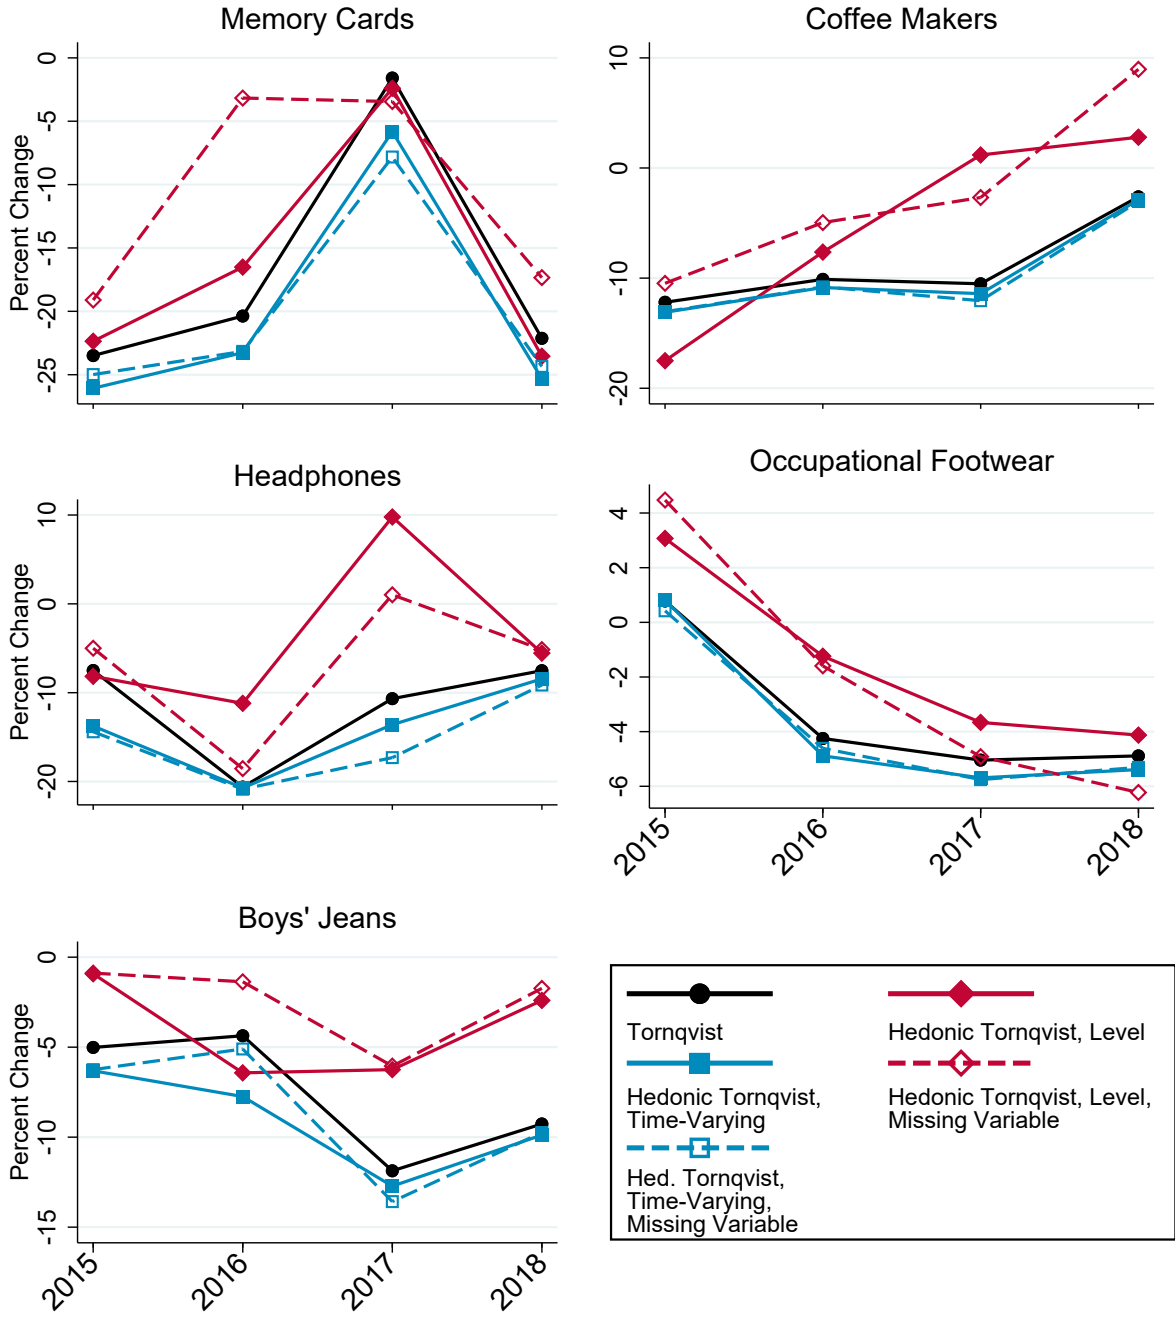 Memory Cards
Percent Change
0
-5
-10
-15
-20
-25
Coffee Makers
10
0
-10
-20
Headphones
Percent Change
10
0
-10
-20
Occupational Footwear
4
2
0
-2
-4
-6
2015
2016
2017
2018
Boys' Jeans
Percent Change
0
-5
-10
-15
2015
2016
2017
2018
Tornqvist
Hedonic Tornqvist, Level
Hedonic Tornqvist,
Time-Varying
Hedonic Tornqvist, Level,
Missing Variable
Hed. Tornqvist,
Time-Varying,
Missing Variable